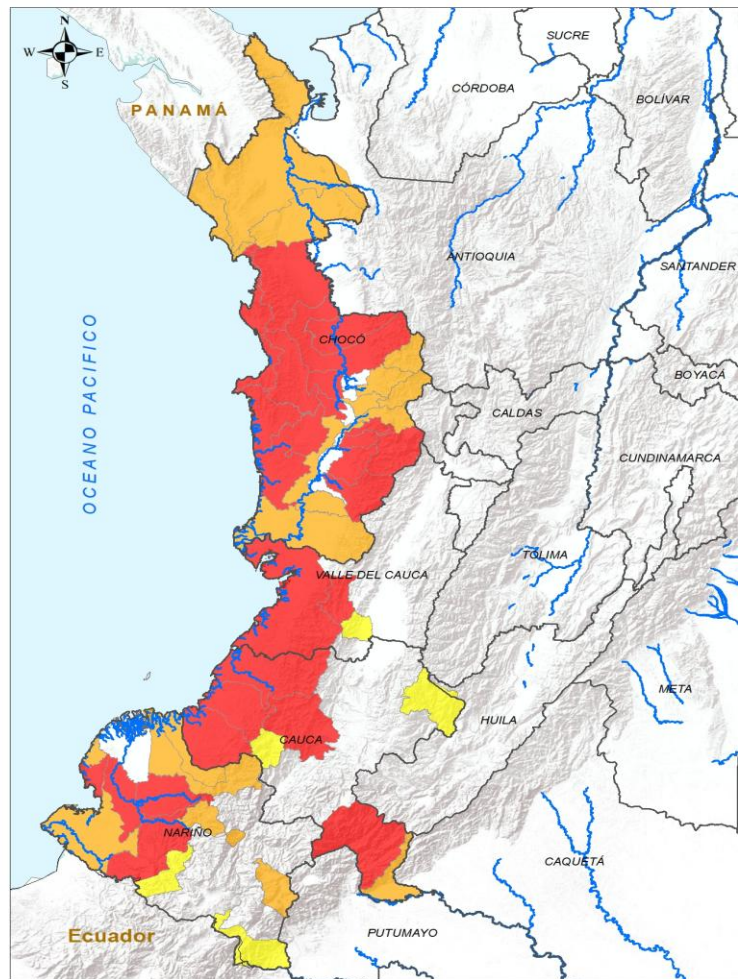 N
W E
S
SUCRE
CÓRDOBA
BOLÍVAR
PANAMÁ
ANTIOQUIA
SANTANDER
OCEANO PACIFICO
CHOCÓ
BOYACÁ
CALDAS
CUNDINAMARCA
TOLIMA
VALLE DEL CAUCA
META
HUILA
CAUCA
NARIÑO
CAQUETÁ
Ecuador
PUTUMAYO